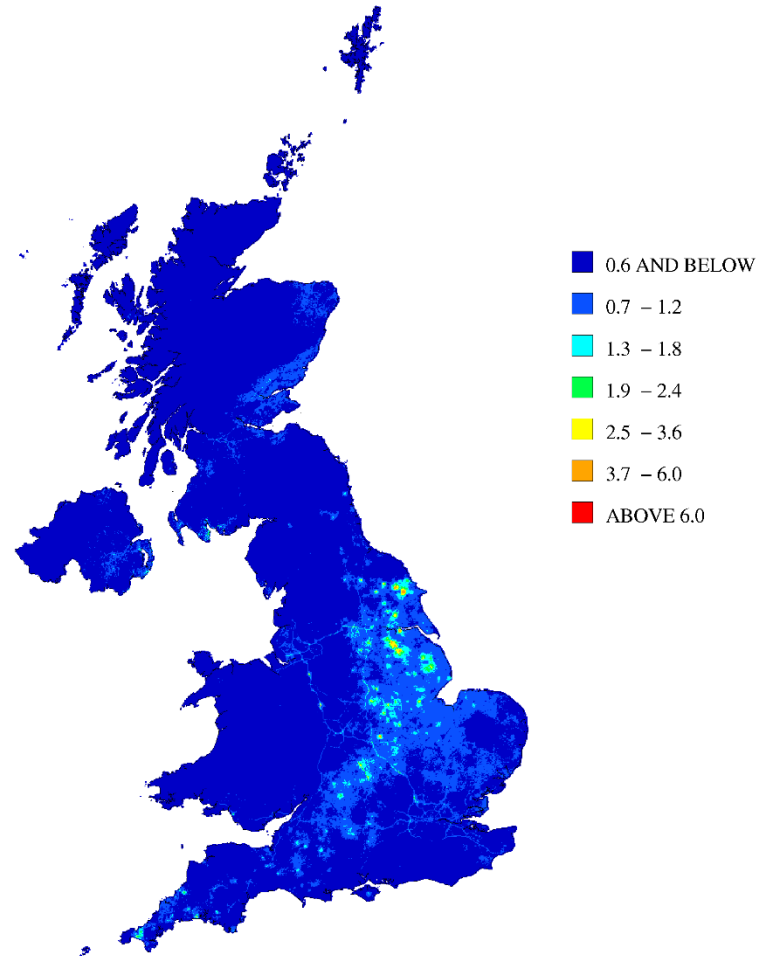 0.6 AND BELOW
0.7 – 1.2
1.3 – 1.8
1.9 – 2.4
2.5 – 3.6
3.7 – 6.0
ABOVE 6.0